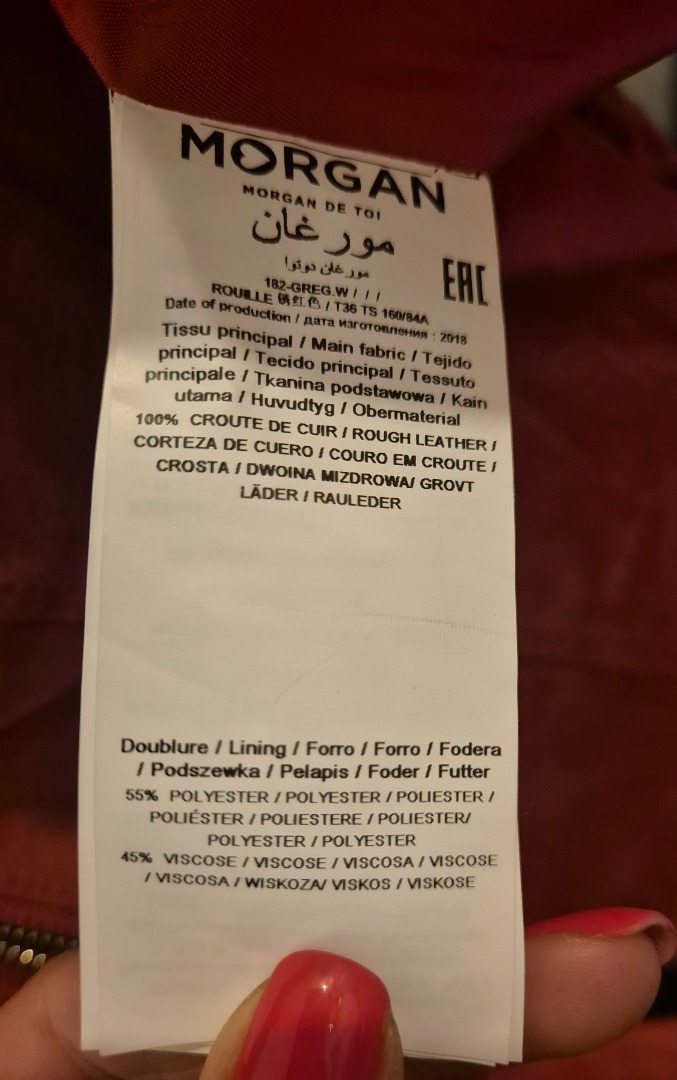 MORGAN
MORGAN DE TOI
مورغان
مورغان دوتوا
EAC
182-GREG.W / / /
ROUILLE 锈红色 / T36 TS 160/84A
Date of production / дата изготовления : 2018
Tissu principal / Main fabric / Tejido
principal / Tecido principal / Tessuto
principale / Tkanina podstawowa / Kain
utama / Huvudtyg / Obermaterial
100% CROUTE DE CUIR / ROUGH LEATHER /
CORTEZA DE CUERO / COURO EM CROUTE /
CROSTA / DWOINA MIZDROWA/ GROVT
LÄDER / RAULEDER
Doublure / Lining / Forro / Forro / Fodera
/ Podszewka / Pelapis / Foder / Futter
55% POLYESTER / POLYESTER / POLIESTER /
POLIÉSTER / POLIESTERE / POLIESTER/
POLYESTER / POLYESTER
45% VISCOSE / VISCOSE / VISCOSA / VISCOSE
/ VISCOSA / WISKOZA/ VISKOS / VISKOSE